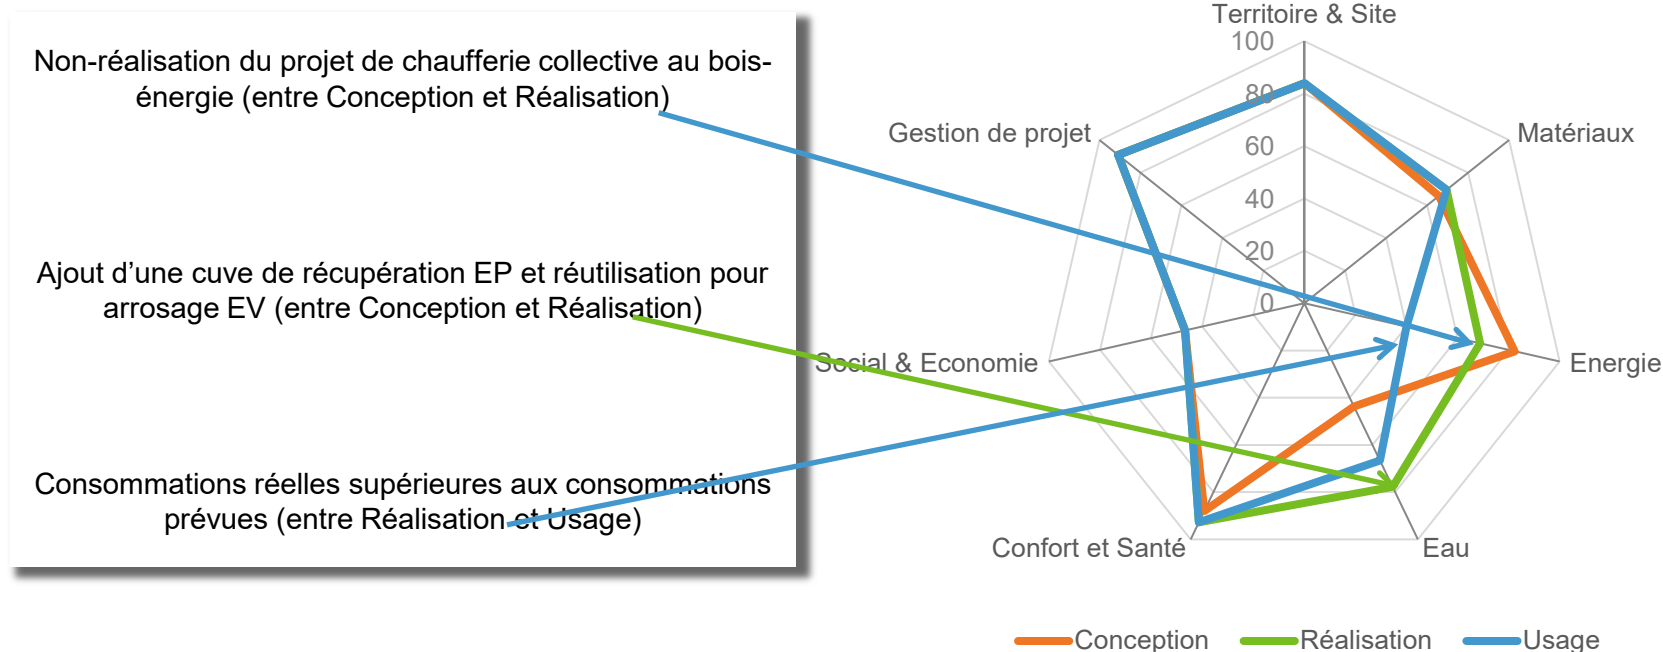 Non-réalisation du projet de chaufferie collective au bois-
énergie (entre Conception et Réalisation)
Ajout d’une cuve de récupération EP et réutilisation pour
arrosage EV (entre Conception et Réalisation)
Consommations réelles supérieures aux consommations
prévues (entre Réalisation et Usage)
Territoire & Site
100
80
60
40
20
0
Matériaux
Energie
Eau
Confort et Santé
Social & Economie
Gestion de projet
Conception
Réalisation
Usage